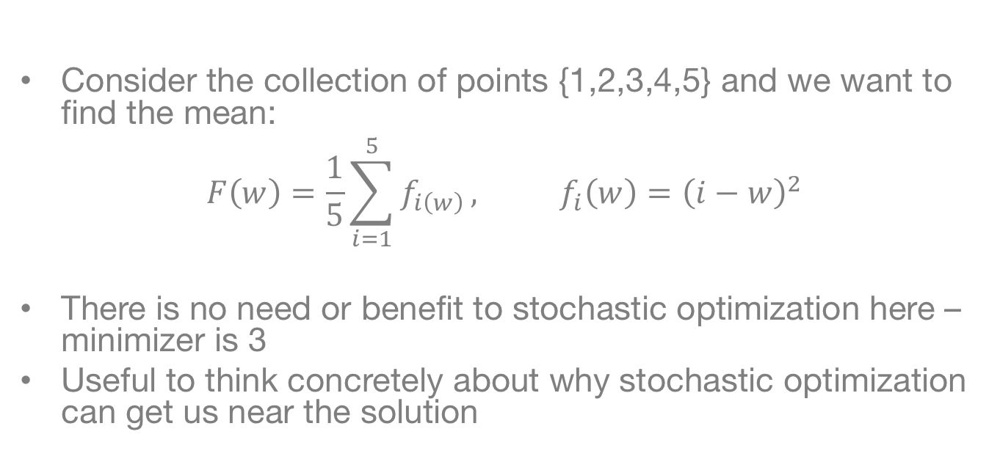 • Consider the collection of points {1,2,3,4,5} and we want to
find the mean:
F(w) = \frac{1}{5} \sum_{i=1}^{5} f_{i(w)} , f_i(w) = (i − w)^2
• There is no need or benefit to stochastic optimization here –
minimizer is 3
• Useful to think concretely about why stochastic optimization
can get us near the solution